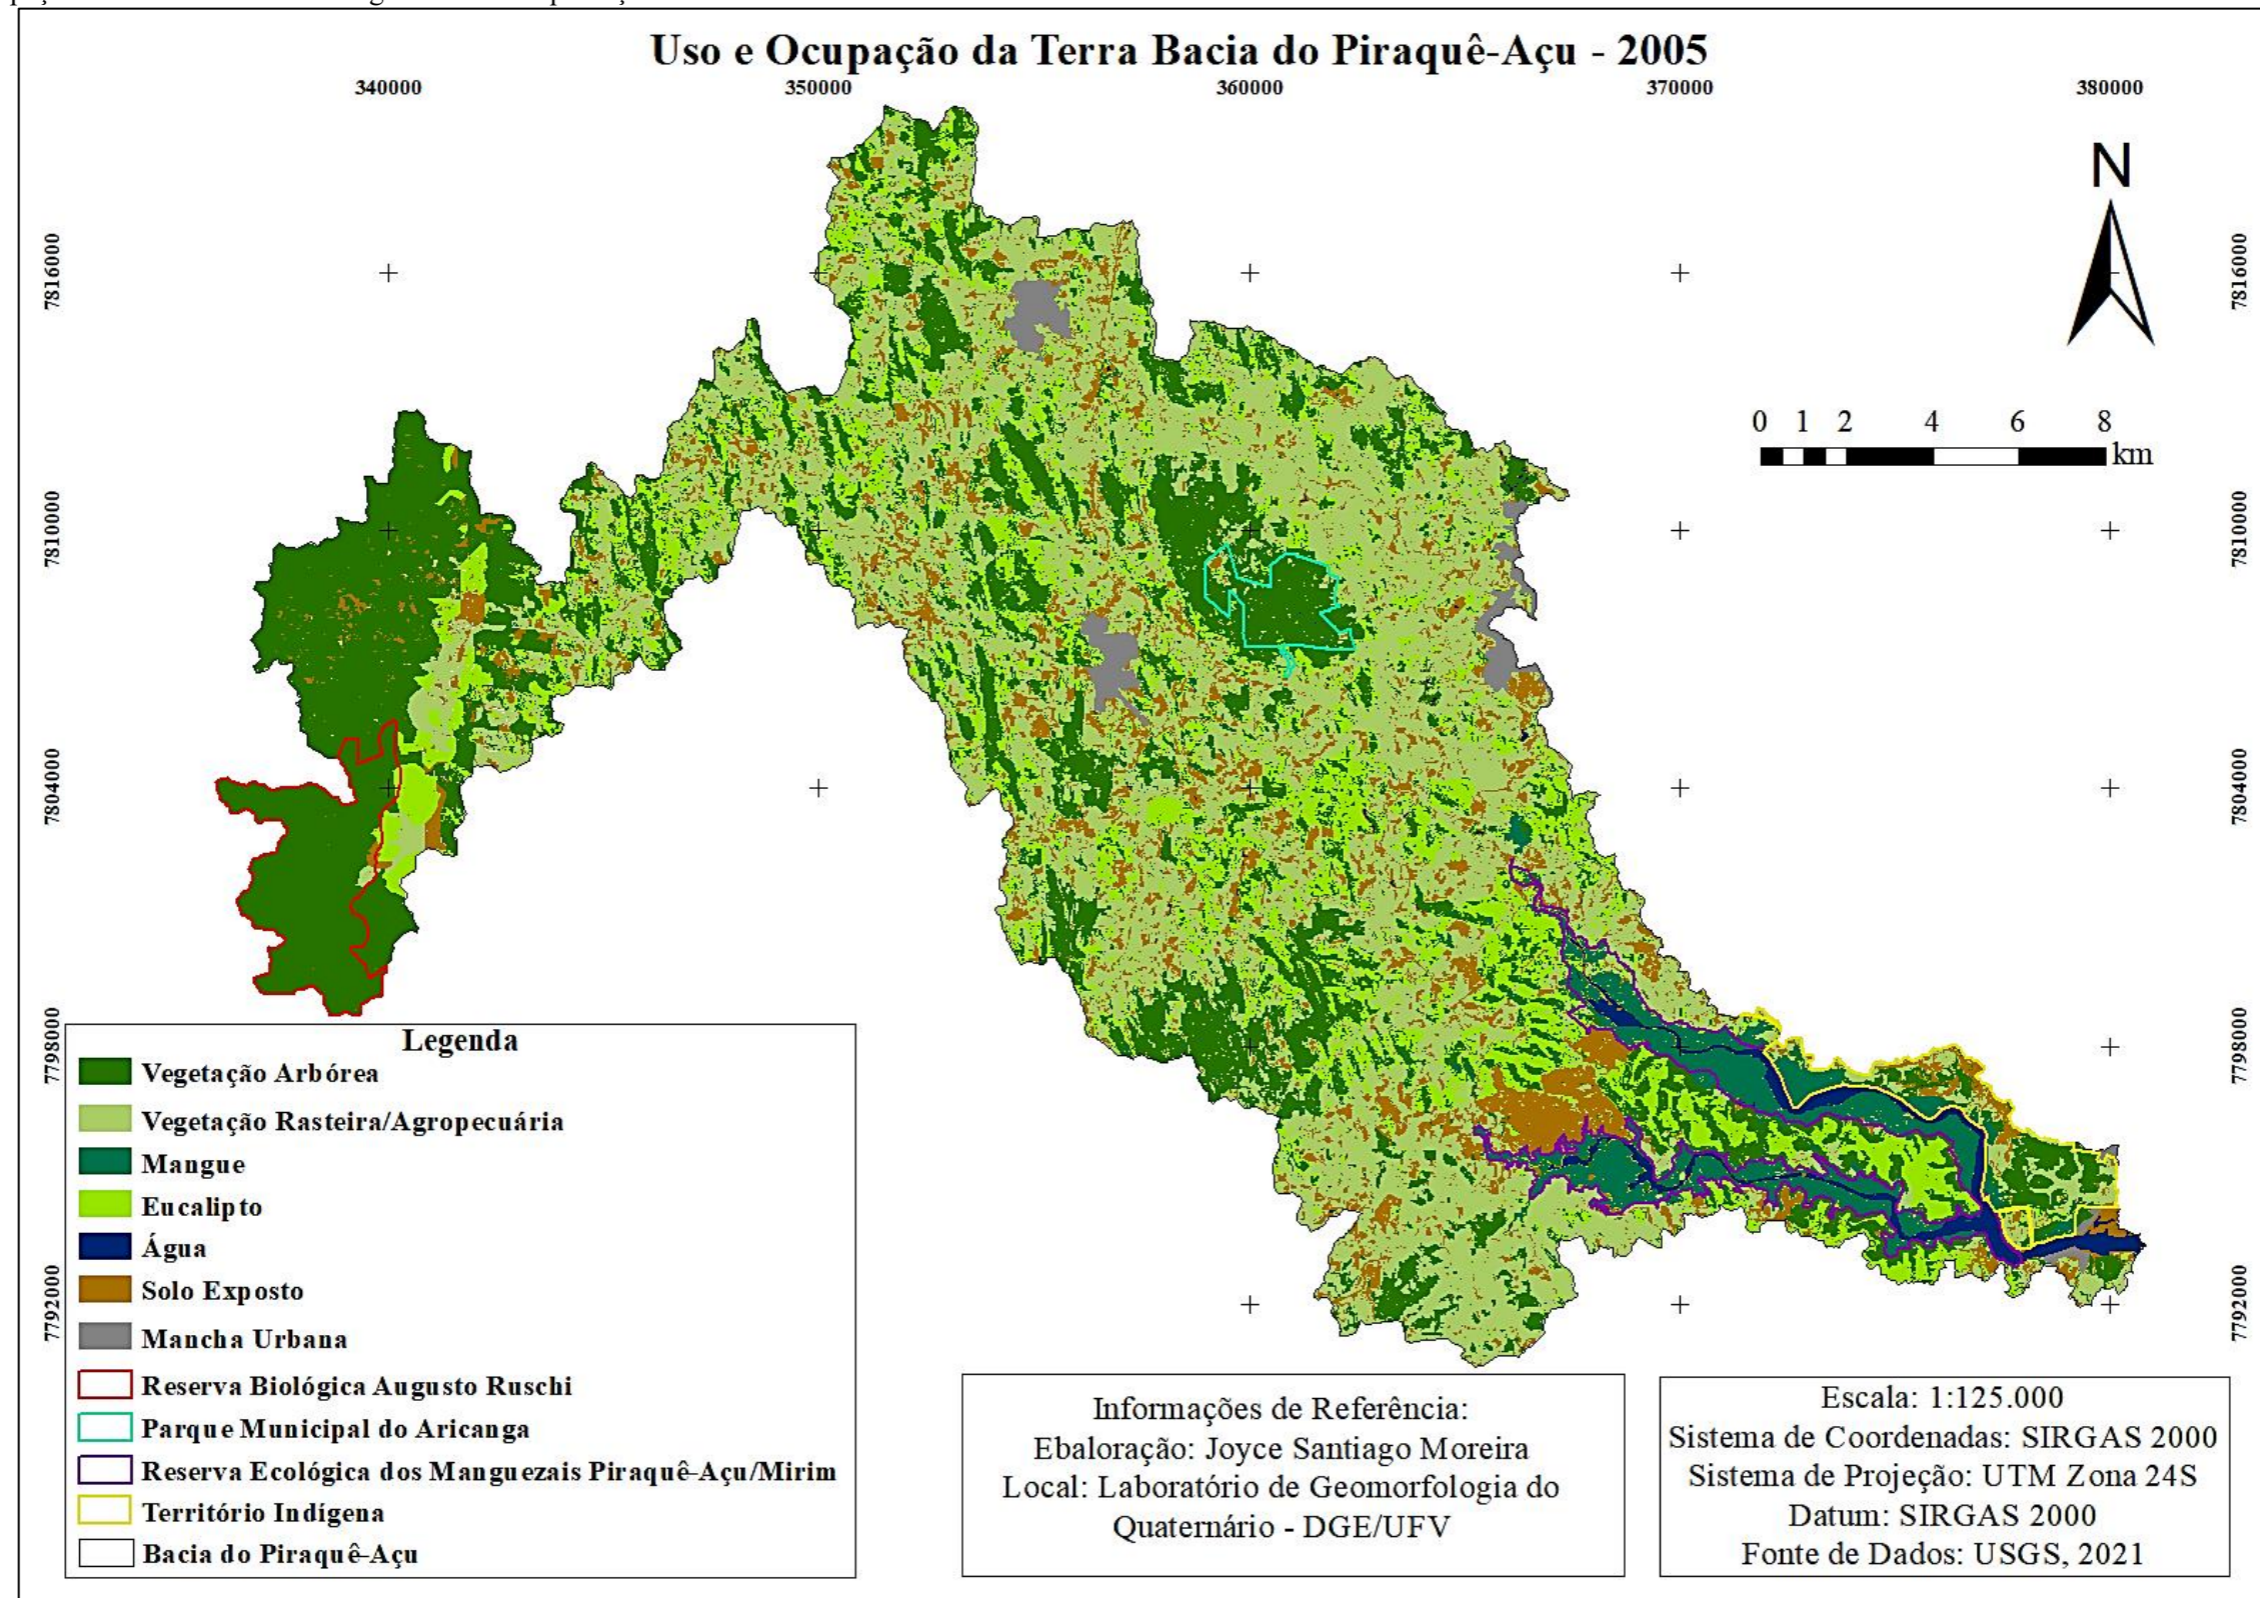 Uso e Ocupação da Terra Bacia do Piraquê-Açu - 2005
340000 350000 360000 370000 380000
N
7816000 7816000
0 1 2 4 6 8
km
7810000 7810000
7804000 7804000
7798000 7798000
Legenda
Vegetação Arbórea
Vegetação Rasteira/Agropecuária
Mangue
Eucalipto
Água
Solo Exposto
Mancha Urbana
Reserva Biológica Augusto Ruschi
Parque Municipal do Aricanga
Reserva Ecológica dos Manguezais Piraquê-Açu/Mirim
Território Indígena
Bacia do Piraquê-Açu
7792000 7792000
Informações de Referência:
Ebaloração: Joyce Santiago Moreira
Local: Laboratório de Geomorfologia do
Quaternário - DGE/UFV
Escala: 1:125.000
Sistema de Coordenadas: SIRGAS 2000
Sistema de Projeção: UTM Zona 24S
Datum: SIRGAS 2000
Fonte de Dados: USGS, 2021